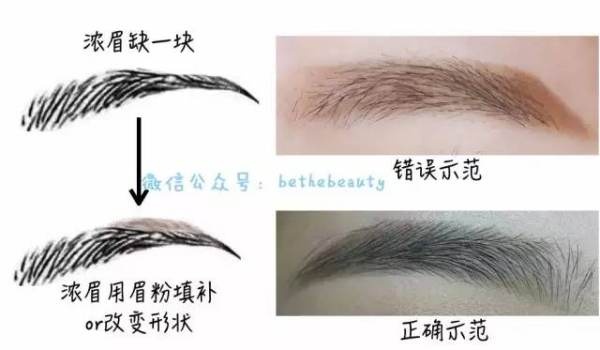 浓眉缺一块
错误示范
微信公众号：bethebeauty
浓眉用眉粉填补
or改变形状
正确示范